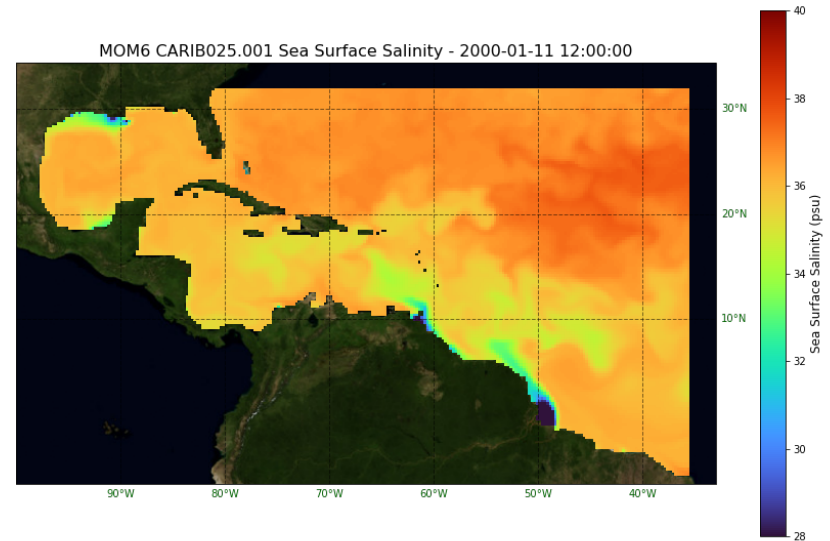 MOM6 CARIB025.001 Sea Surface Salinity - 2000-01-11 12:00:00
30°N
20°N
10°N
90°W 80°W 70°W 60°W 50°W 40°W
40
38
36
34
32
30
28
Sea Surface Salinity (psu)